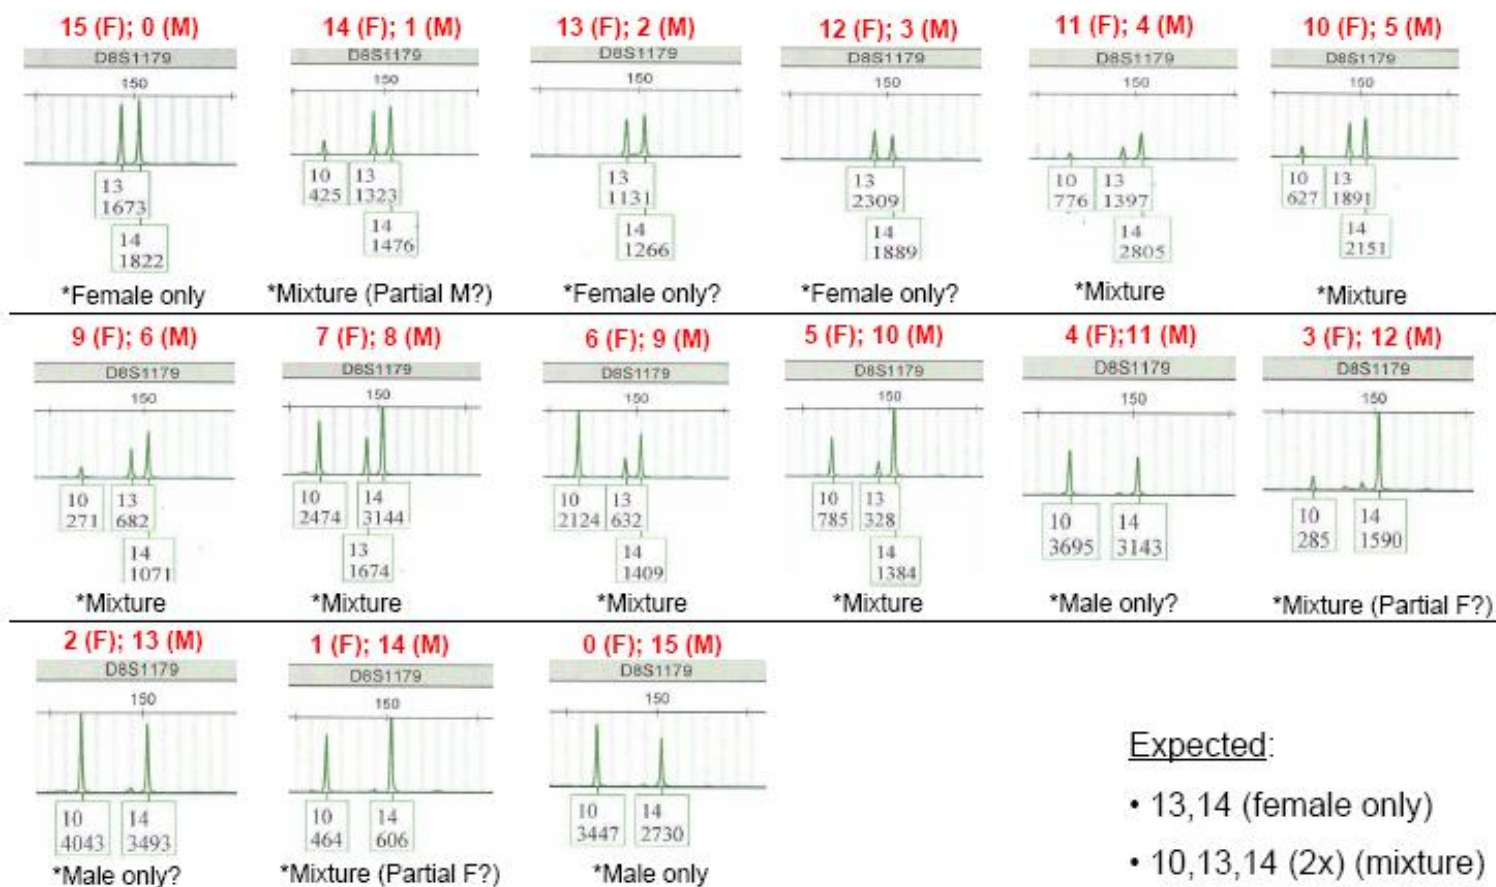 15 (F); 0 (M)
D8S1179
150
13
1673
14
1822
*Female only
14 (F); 1 (M)
D8S1179
150
10
425
13
1323
14
1476
*Mixture (Partial M?)
13 (F); 2 (M)
D8S1179
150
13
1131
14
1266
*Female only?
12 (F); 3 (M)
D8S1179
150
13
2309
14
1889
*Female only?
11 (F); 4 (M)
D8S1179
150
10
776
13
1397
14
2805
*Mixture
10 (F); 5 (M)
D8S1179
150
10
627
13
1891
14
2151
*Mixture
9 (F); 6 (M)
D8S1179
150
10
271
13
682
14
1071
*Mixture
7 (F); 8 (M)
D8S1179
150
10
2474
14
3144
13
1674
*Mixture
6 (F); 9 (M)
D8S1179
150
10
2124
13
632
14
1409
*Mixture
5 (F); 10 (M)
D8S1179
150
10
785
13
328
14
1384
*Mixture
4 (F);11 (M)
D8S1179
150
10
3695
14
3143
*Male only?
3 (F); 12 (M)
D8S1179
150
10
285
14
1590
*Mixture (Partial F?)
2 (F); 13 (M)
D8S1179
150
10
4043
14
3493
*Male only?
1 (F); 14 (M)
D8S1179
150
10
464
14
606
*Mixture (Partial F?)
0 (F); 15 (M)
D8S1179
150
10
3447
14
2730
*Male only
Expected:
• 13,14 (female only)
• 10,13,14 (2x) (mixture)